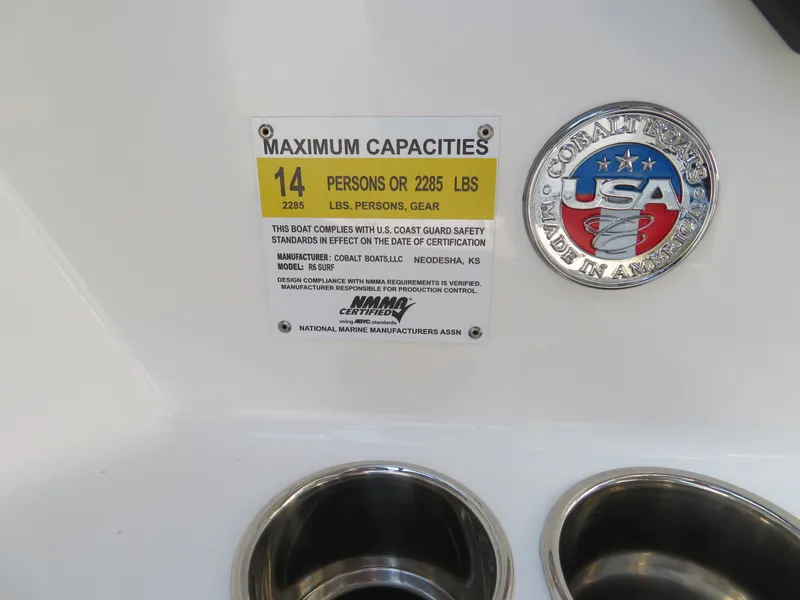 MAXIMUM CAPACITIES
14 PERSONS OR 2285 LBS
2285 LBS. PERSONS, GEAR
THIS BOAT COMPLIES WITH U.S. COAST GUARD SAFETY
STANDARDS IN EFFECT ON THE DATE OF CERTIFICATION
MANUFACTURER: COBALT BOATS,LLC NEODESHA, KS
MODEL: R6 SURF
DESIGN COMPLIANCE WITH NMMA REQUIREMENTS IS VERIFIED.
MANUFACTURER RESPONSIBLE FOR PRODUCTION CONTROL.
NMMA
CERTIFIED
using ABYC standards
NATIONAL MARINE MANUFACTURERS ASSN
COBALT BOATS
USA
MADE IN AMERICA